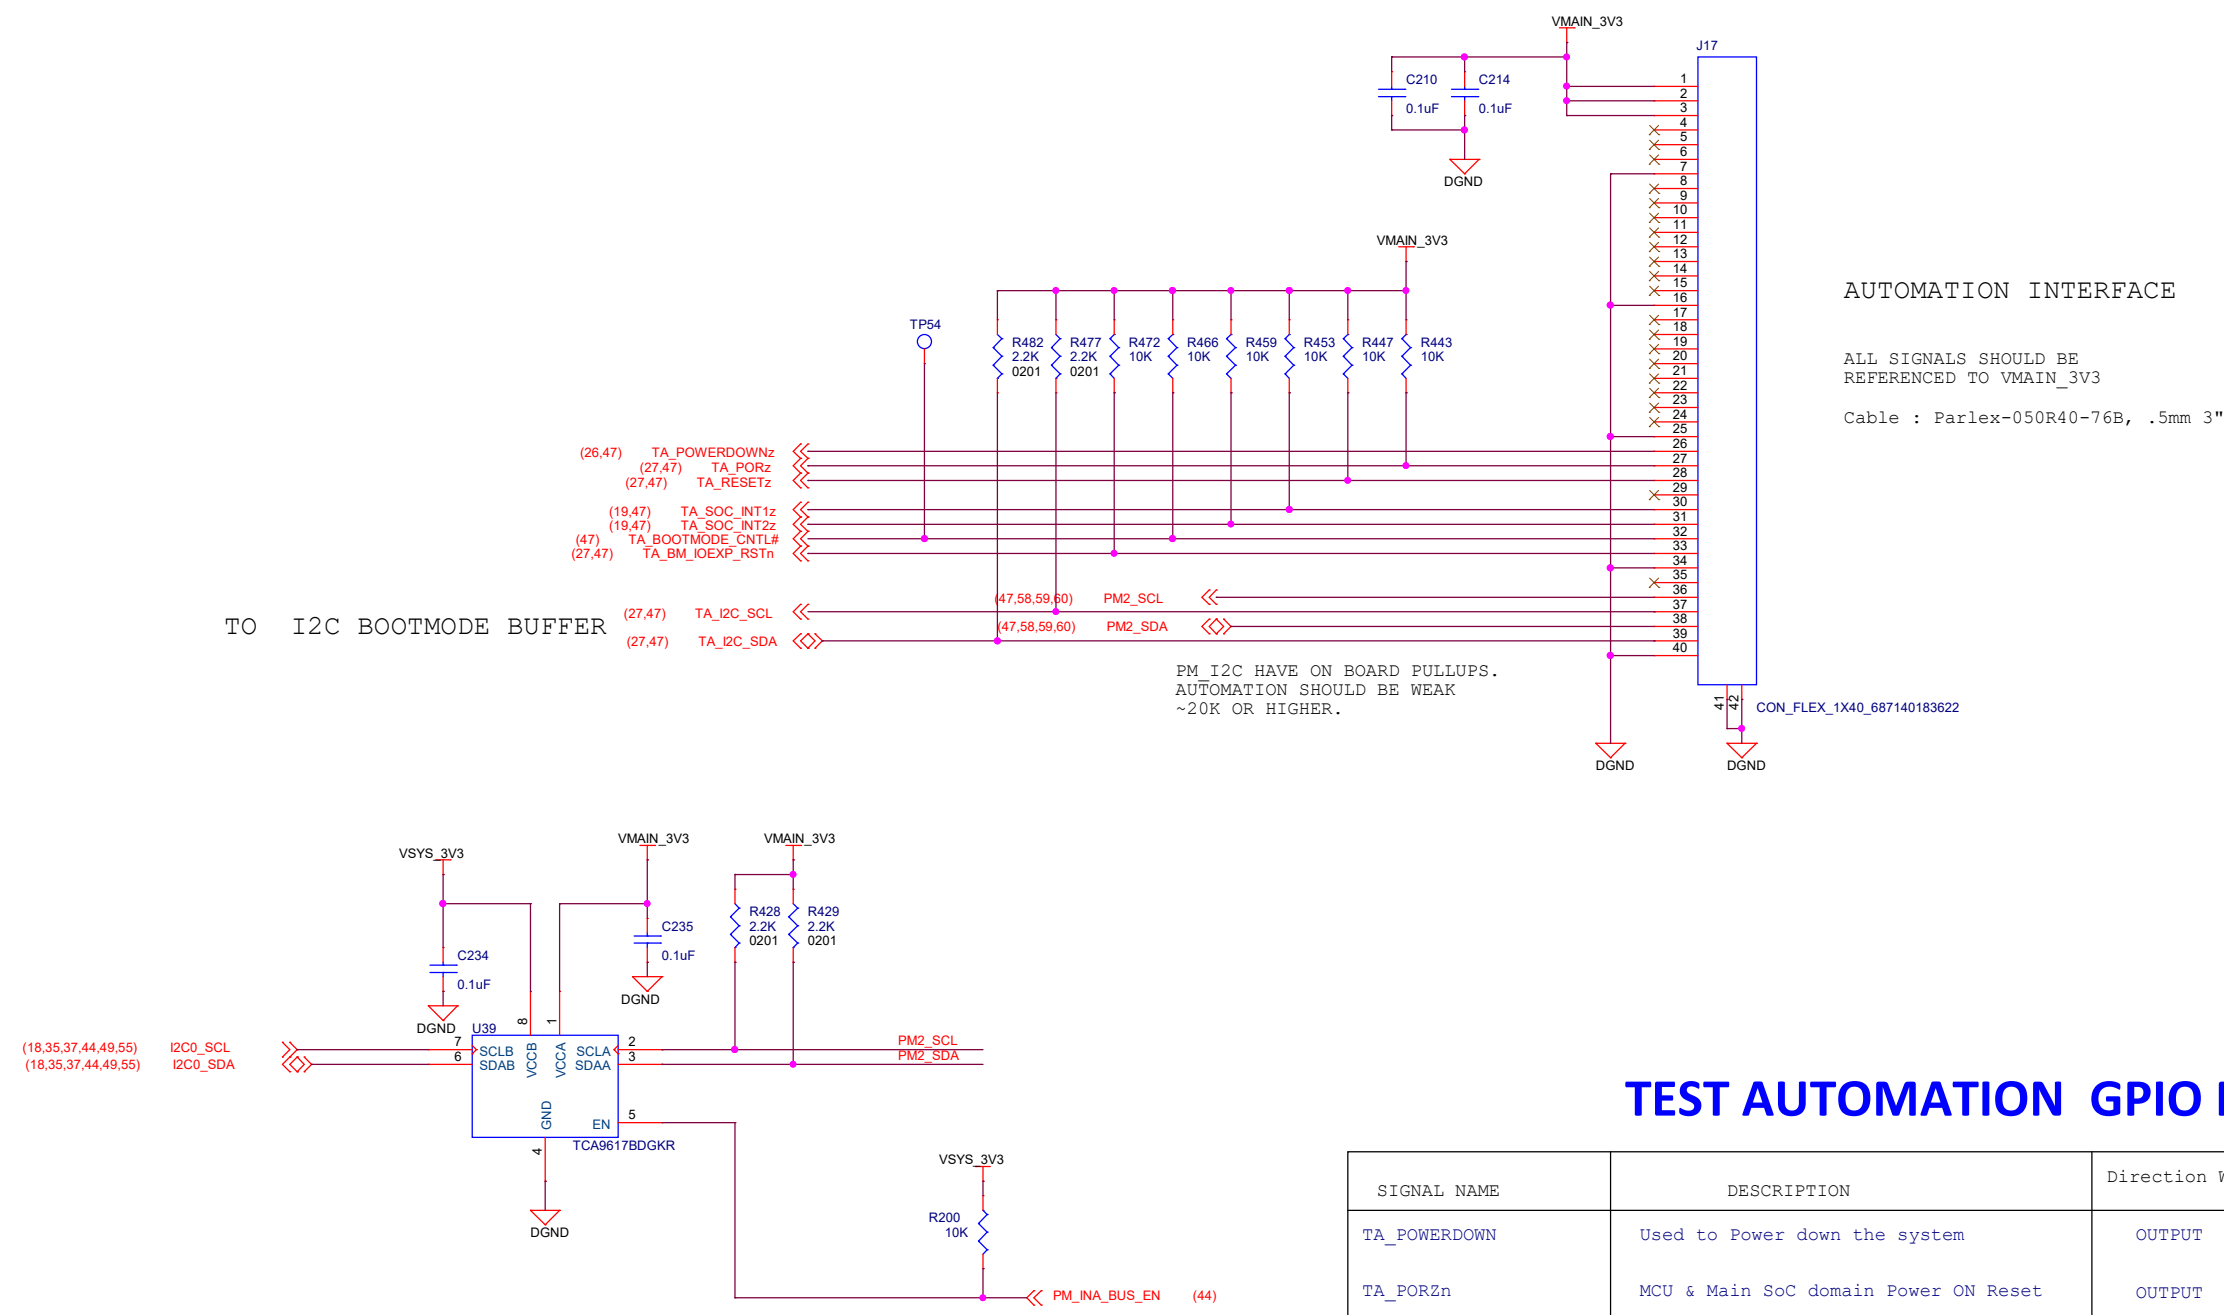 VMAIN_3V3
J17
C210
0.1uF
C214
0.1uF
DGND
1
2
3
4
5
6
7
8
9
10
11
12
13
14
15
16
17
18
19
20
21
22
23
24
25
26
27
28
29
30
31
32
33
34
35
36
37
38
39
40
41
42
CON_FLEX_1X40_687140183622
DGND
DGND
AUTOMATION INTERFACE
ALL SIGNALS SHOULD BE
REFERENCED TO VMAIN_3V3
Cable : Parlex-050R40-76B, .5mm 3"
VMAIN_3V3
TP54
R482
2.2K
0201
R477
2.2K
0201
R472
10K
R466
10K
R459
10K
R453
10K
R447
10K
R443
10K
(26,47) TA_POWERDOWNz
(27,47) TA_PORz
(27,47) TA_RESETz
(19,47) TA_SOC_INT1z
(19,47) TA_SOC_INT2z
(47) TA_BOOTMODE_CNTL#
(27,47) TA_BM_IOEXP_RSTn
(47,58,59,60) PM2_SCL
(27,47) TA_I2C_SCL
TO I2C BOOTMODE BUFFER
(47,58,59,60) PM2_SDA
(27,47) TA_I2C_SDA
PM_I2C HAVE ON BOARD PULLUPS.
AUTOMATION SHOULD BE WEAK
~20K OR HIGHER.
VSYS_3V3
VMAIN_3V3
VMAIN_3V3
C234
0.1uF
DGND
C235
0.1uF
DGND
R428
2.2K
0201
R429
2.2K
0201
U39
(18,35,37,44,49,55) I2C0_SCL
(18,35,37,44,49,55) I2C0_SDA
7
6
8
1
2
3
5
4
SCLB
SDAB
VCCB
VCCA
SCLA
SDAA
GND
EN
TCA9617BDGKR
PM2_SCL
PM2_SDA
DGND
VSYS_3V3
R200
10K
PM_INA_BUS_EN (44)
TEST AUTOMATION GPIO
SIGNAL NAME DESCRIPTION Direction
TA_POWERDOWN Used to Power down the system OUTPUT
TA_PORZn MCU & Main SoC domain Power ON Reset OUTPUT